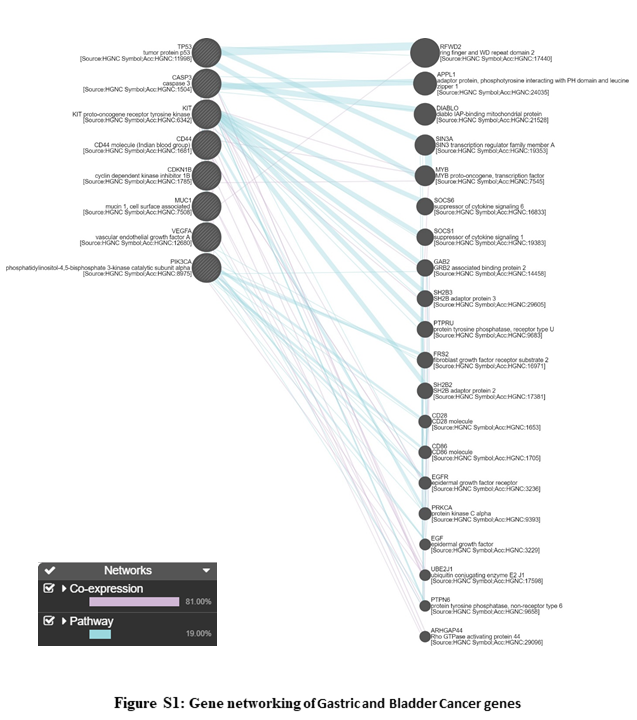 TP53
tumor protein p53
[Source:HGNC Symbol;Acc:HGNC:11998]
CASP3
caspase 3
[Source:HGNC Symbol;Acc:HGNC:1504]
KIT
KIT proto-oncogene receptor tyrosine kinase
[Source:HGNC Symbol;Acc:HGNC:6342]
CD44
CD44 molecule (Indian blood group)
[Source:HGNC Symbol;Acc:HGNC:1681]
CDKN1B
cyclin dependent kinase inhibitor 1B
[Source:HGNC Symbol;Acc:HGNC:1785]
MUC1
mucin 1, cell surface associated
[Source:HGNC Symbol;Acc:HGNC:7508]
VEGFA
vascular endothelial growth factor A
[Source:HGNC Symbol;Acc:HGNC:12680]
PIK3CA
phosphatidylinositol-4,5-bisphosphate 3-kinase catalytic subunit alpha
[Source:HGNC Symbol;Acc:HGNC:8975]
RFWD2
ring finger and WD repeat domain 2
[Source:HGNC Symbol;Acc:HGNC:17440]
APPL1
adaptor protein, phosphotyrosine interacting with PH domain and leucine
zipper 1
[Source:HGNC Symbol;Acc:HGNC:24035]
DIABLO
diablo IAP-binding mitochondrial protein
[Source:HGNC Symbol;Acc:HGNC:21528]
SIN3A
SIN3 transcription regulator family member A
[Source:HGNC Symbol;Acc:HGNC:19353]
MYB
MYB proto-oncogene, transcription factor
[Source:HGNC Symbol;Acc:HGNC:7545]
SOCS6
suppressor of cytokine signaling 6
[Source:HGNC Symbol;Acc:HGNC:16833]
SOCS1
suppressor of cytokine signaling 1
[Source:HGNC Symbol;Acc:HGNC:19383]
GAB2
GRB2 associated binding protein 2
[Source:HGNC Symbol;Acc:HGNC:14458]
SH2B3
SH2B adaptor protein 3
[Source:HGNC Symbol;Acc:HGNC:29605]
PTPRU
protein tyrosine phosphatase, receptor type U
[Source:HGNC Symbol;Acc:HGNC:9683]
FRS2
fibroblast growth factor receptor substrate 2
[Source:HGNC Symbol;Acc:HGNC:16971]
SH2B2
SH2B adaptor protein 2
[Source:HGNC Symbol;Acc:HGNC:17381]
CD28
CD28 molecule
[Source:HGNC Symbol;Acc:HGNC:1653]
CD86
CD86 molecule
[Source:HGNC Symbol;Acc:HGNC:1705]
EGFR
epidermal growth factor receptor
[Source:HGNC Symbol;Acc:HGNC:3236]
PRKCA
protein kinase C alpha
[Source:HGNC Symbol;Acc:HGNC:9393]
EGF
epidermal growth factor
[Source:HGNC Symbol;Acc:HGNC:3229]
UBE2J1
ubiquitin conjugating enzyme E2 J1
[Source:HGNC Symbol;Acc:HGNC:17598]
PTPN6
protein tyrosine phosphatase, non-receptor type 6
[Source:HGNC Symbol;Acc:HGNC:9658]
ARHGAP44
Rho GTPase activating protein 44
[Source:HGNC Symbol;Acc:HGNC:29096]
Networks
Co-expression
81.00%
Pathway
19.00%
Figure S1: Gene networking of Gastric and Bladder Cancer genes